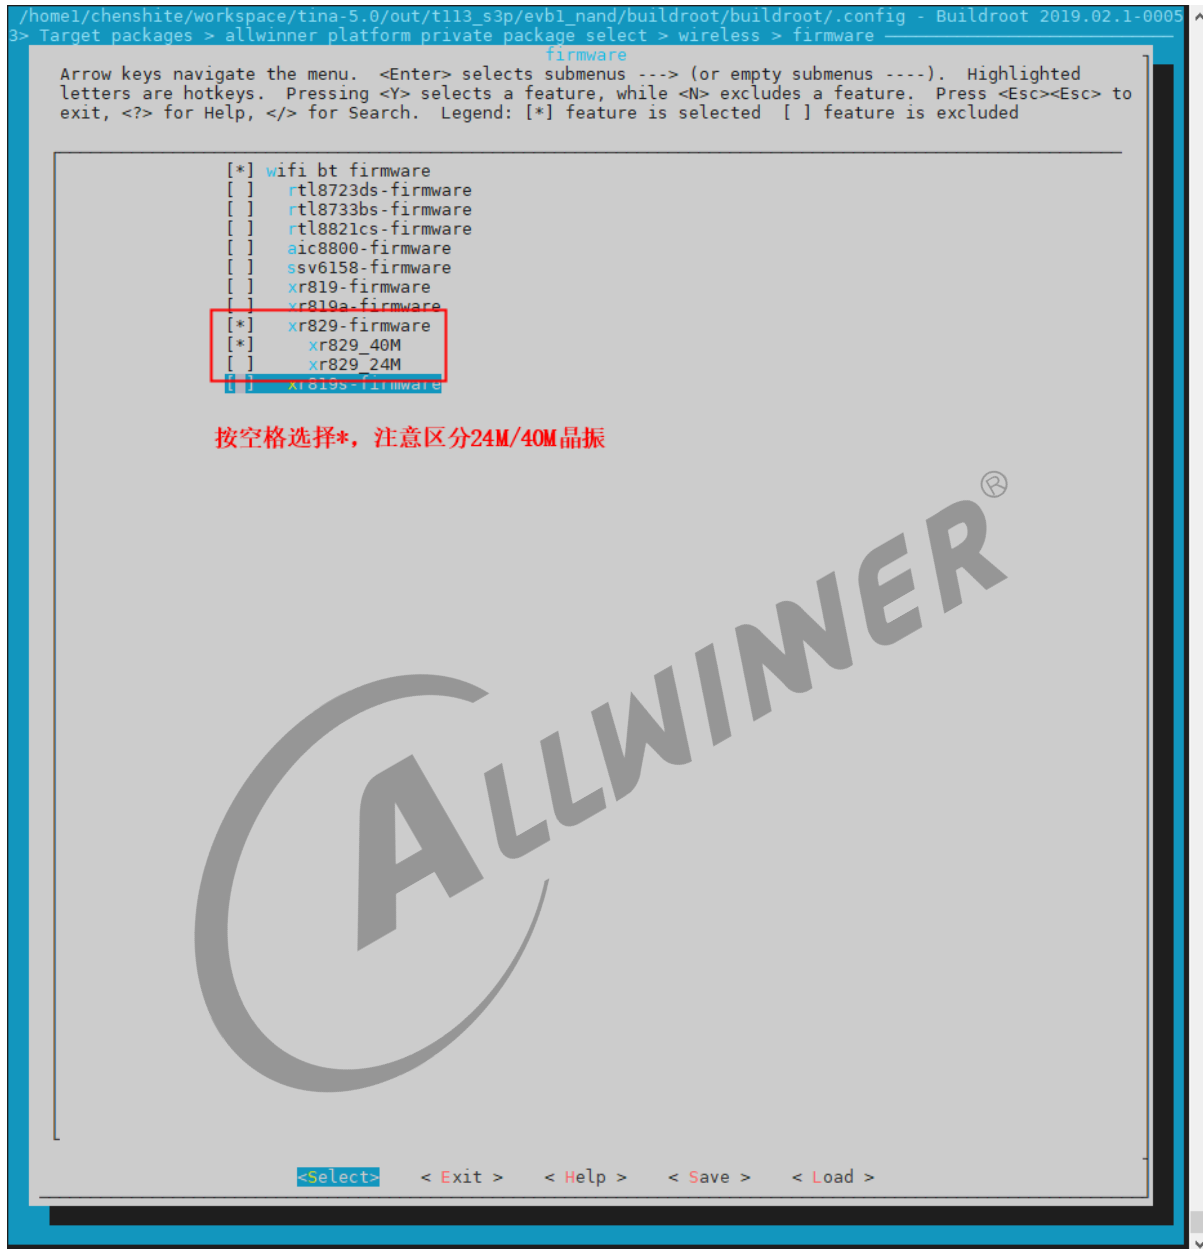 /home1/chenshite/workspace/tina-5.0/out/t113_s3p/evb1_nand/buildroot/buildroot/.config - Buildroot 2019.02.1-0005
3> Target packages > allwinner platform private package select > wireless > firmware
firmware
Arrow keys navigate the menu. <Enter> selects submenus ---> (or empty submenus ----). Highlighted
letters are hotkeys. Pressing <Y> selects a feature, while <N> excludes a feature. Press <Esc><Esc> to
exit, <?> for Help, </> for Search. Legend: [*] feature is selected [ ] feature is excluded
[*] wifi bt firmware
[ ] rtl8723ds-firmware
[ ] rtl8733bs-firmware
[ ] rtl8821cs-firmware
[ ] aic8800-firmware
[ ] ssv6158-firmware
[ ] xr819-firmware
[ ] xr819a-firmware
[*] xr829-firmware
[*] xr829_40M
[ ] xr829_24M
[ ] xr819s-firmware
按空格选择*，注意区分24M/40M晶振
ALLWINNER®
<Select> < Exit > < Help > < Save > < Load >